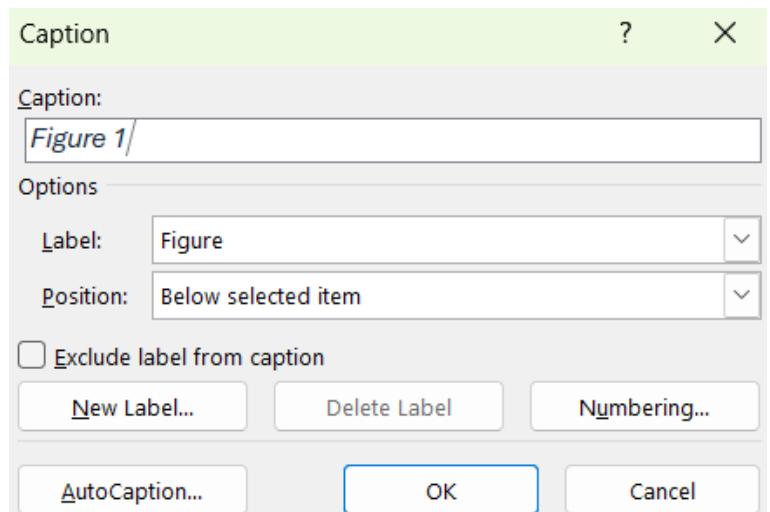 Caption ?
Caption:
Figure 1
Options
Label: Figure
Position: Below selected item
Exclude label from caption
New Label... Delete Label Numbering...
AutoCaption... OK Cancel